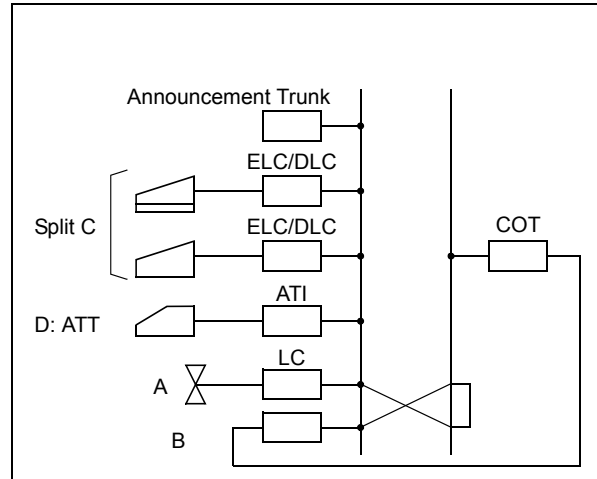 Announcement Trunk
ELC/DLC
Split C
ELC/DLC
COT
ATI
D: ATT
LC
A
B